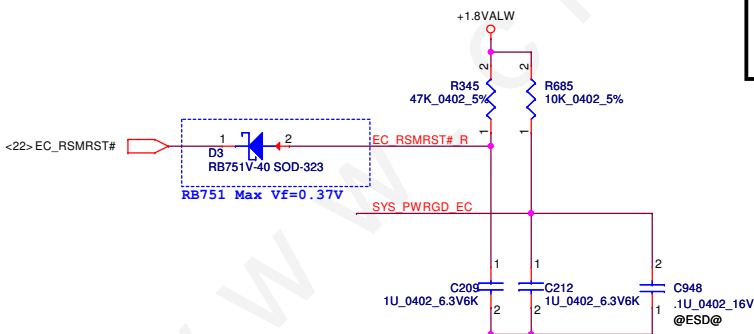 +1.8VALW
2
2
R345
47K_0402_5%
R685
10K_0402_5%
1
1
<22> EC_RSMRST#
1
2
EC_RSMRST#_R
D3
RB751V-40 SOD-323
RB751 Max Vf=0.37V
SYS_PWRGD_EC
1
1
2
C209
1U_0402_6.3V6K
C212
1U_0402_6.3V6K
C948
.1U_0402_16V
@ESD@
2
2
1